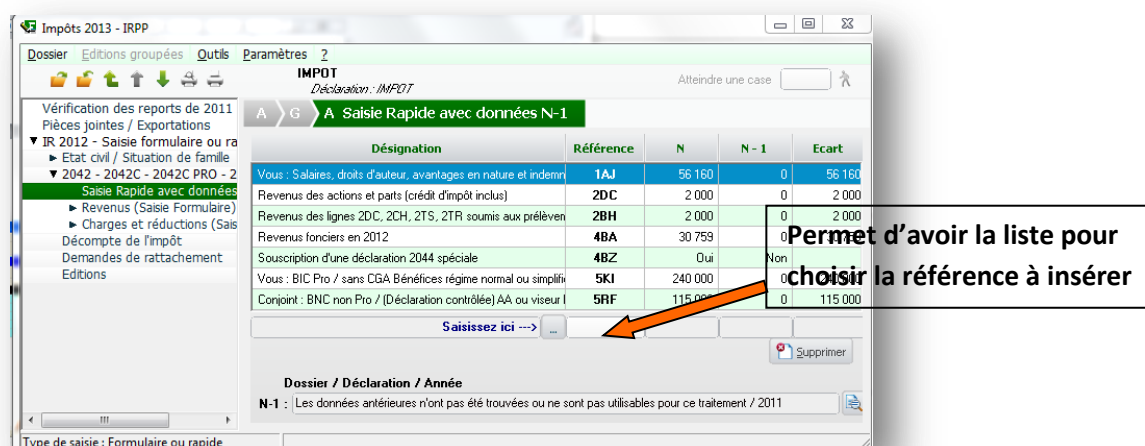 Impôts 2013 - IRPP
Dossier Editions groupées Outils Paramètres ?
IMPOT
Déclaration : IMPOT
Atteindre une case
Vérification des reports de 2011
Pièces jointes / Exportations
IR 2012 - Saisie formulaire ou ra
Etat civil / Situation de famille
2042 - 2042C - 2042C PRO - 2
Saisie Rapide avec données
Revenus (Saisie Formulaire)
Charges et réductions (Sais
Décompte de l'impôt
Demandes de rattachement
Editions
A G A Saisie Rapide avec données N-1
Désignation Référence N N - 1 Ecart
Vous : Salaires, droits d'auteur, avantages en nature et indemn 1AJ 56 160 0 56 160
Revenus des actions et parts (crédit d'impôt inclus) 2DC 2 000 0 2 000
Revenus des lignes 2DC, 2CH, 2TS, 2TR soumis aux prélèven 2BH 2 000 0 2 000
Revenus fonciers en 2012 4BA 30 759 0 30 759
Souscription d'une déclaration 2044 spéciale 4BZ Oui Non
Vous : BIC Pro / sans CGA Bénéfices régime normal ou simplifi 5KI 240 000 0 240 000
Conjoint : BNC non Pro / (Déclaration contrôlée) AA ou viseur 5RF 115 000 0 115 000
Saisissez ici ---> ...
Supprimer
Dossier / Déclaration / Année
N-1 : Les données antérieures n'ont pas été trouvées ou ne sont pas utilisables pour ce traitement / 2011
Type de saisie : Formulaire ou rapide
Permet d'avoir la liste pour
choisir la référence à insérer